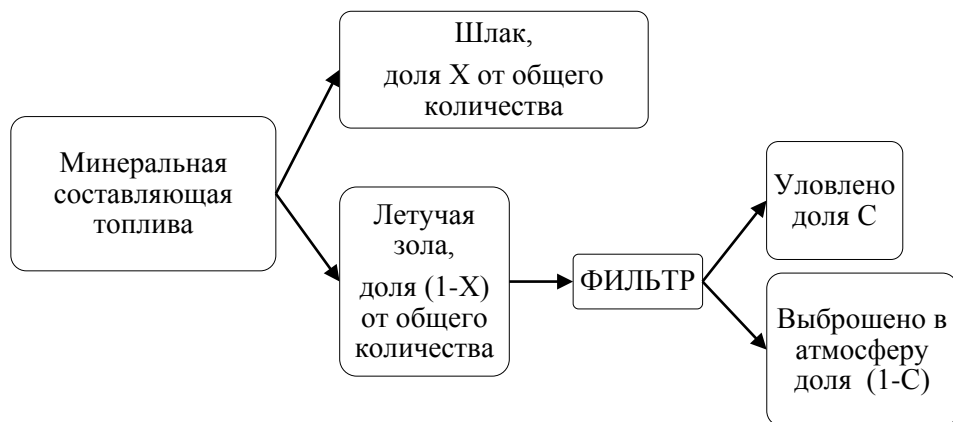 Шлак,
доля X от общего
количества
Минеральная
составляющая
топлива
Летучая
зола,
доля (1-X)
от общего
количества
ФИЛЬТР
Уловлено
доля C
Выброшено в
атмосферу
доля (1-C)